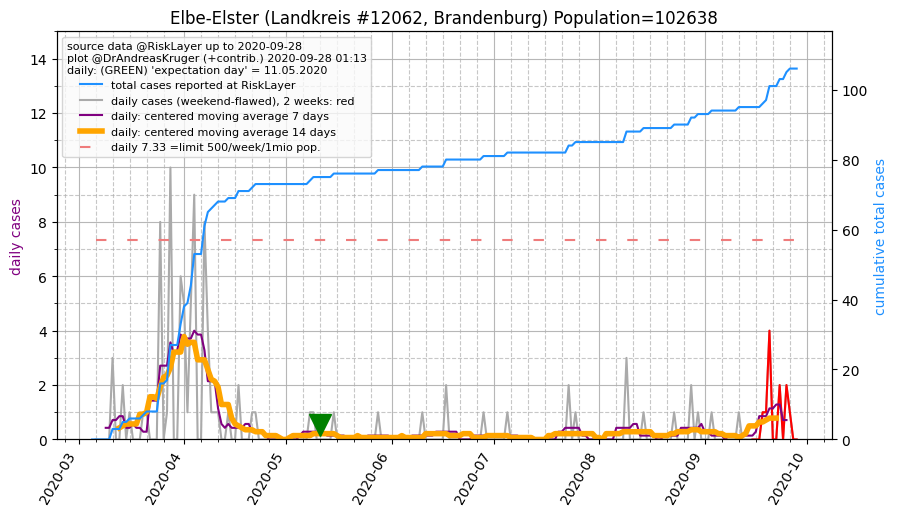 Elbe-Elster (Landkreis #12062, Brandenburg) Population=102638
source data @RiskLayer up to 2020-09-28
plot @DrAndreasKruger (+contrib.) 2020-09-28 01:13
daily: (GREEN) 'expectation day' = 11.05.2020
total cases reported at RiskLayer
daily cases (weekend-flawed), 2 weeks: red
daily: centered moving average 7 days
daily: centered moving average 14 days
daily 7.33 =limit 500/week/1mio pop.
daily cases
14
12
10
8
6
4
2
0
cumulative total cases
100
80
60
40
20
0
2020-03
2020-04
2020-05
2020-06
2020-07
2020-08
2020-09
2020-10